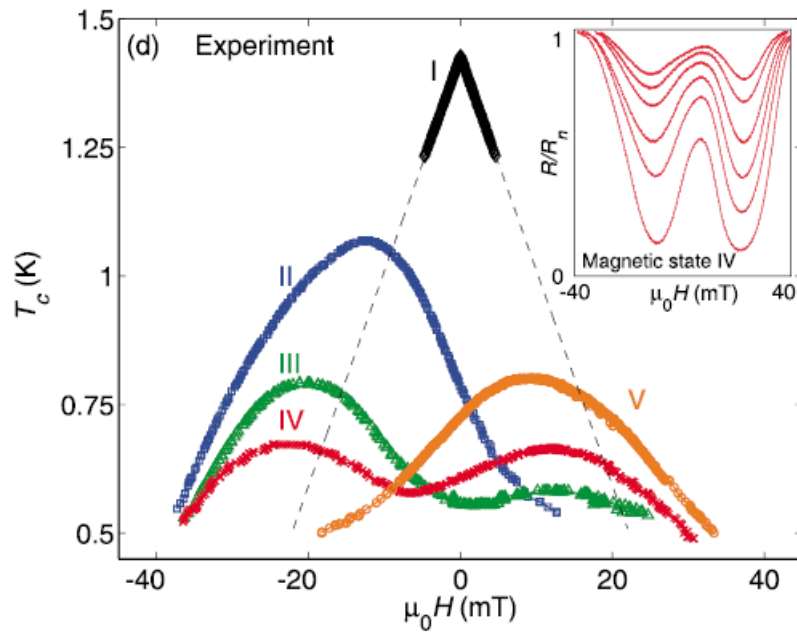 (d) Experiment
1.5
1.25
1
0.75
0.5
T_c (K)
-40
-20
0
20
40
μ₀H (mT)
I
II
III
IV
V
1
0
R/R_n
Magnetic state IV
-40
40
μ₀H (mT)